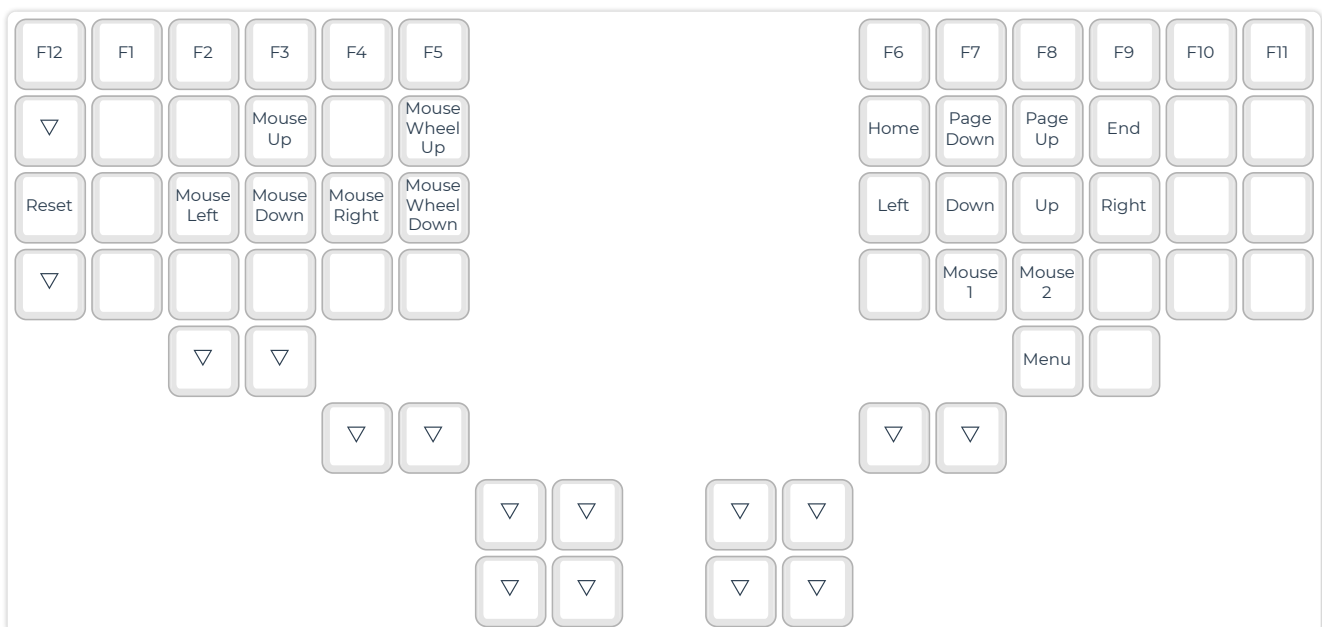 F12 F1 F2 F3 F4 F5 F6 F7 F8 F9 F10 F11
▽ Mouse Up Mouse Wheel Up Home Page Down Page Up End
Reset Mouse Left Mouse Down Mouse Right Mouse Wheel Down Left Down Up Right
▽ Mouse 1 Mouse 2
▽ ▽ Menu
▽ ▽ ▽ ▽
▽ ▽ ▽ ▽
▽ ▽ ▽ ▽